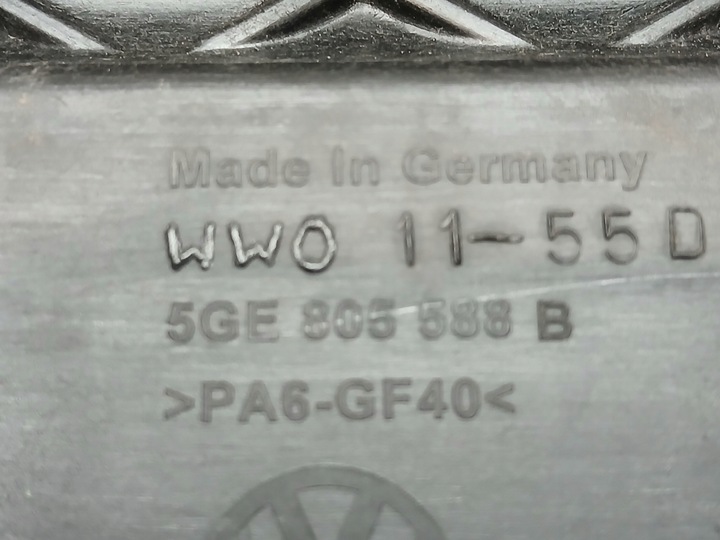 Made In Germany
WWO 11-55D
5GE 805 588 B
>PA6-GF40<